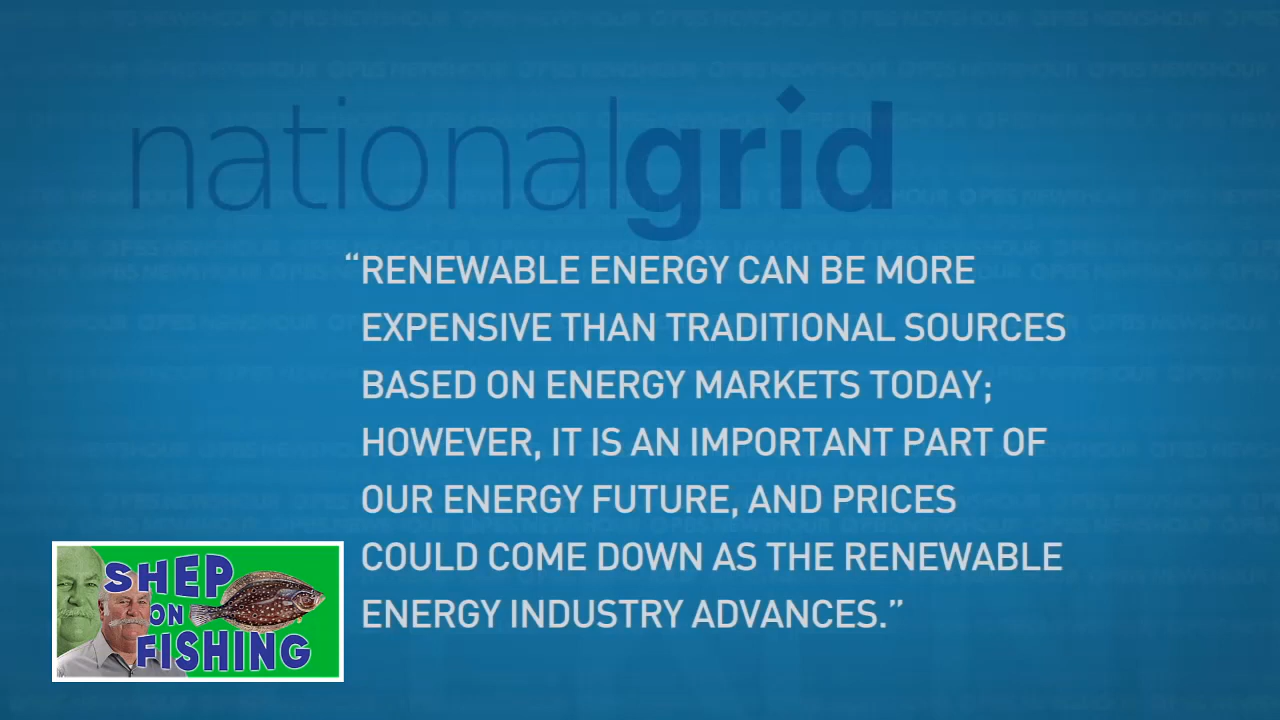 nationalgrid
“RENEWABLE ENERGY CAN BE MORE
EXPENSIVE THAN TRADITIONAL SOURCES
BASED ON ENERGY MARKETS TODAY;
HOWEVER, IT IS AN IMPORTANT PART OF
OUR ENERGY FUTURE, AND PRICES
COULD COME DOWN AS THE RENEWABLE
ENERGY INDUSTRY ADVANCES.”
SHEP
ON
FISHING
PBS NEWSHOUR